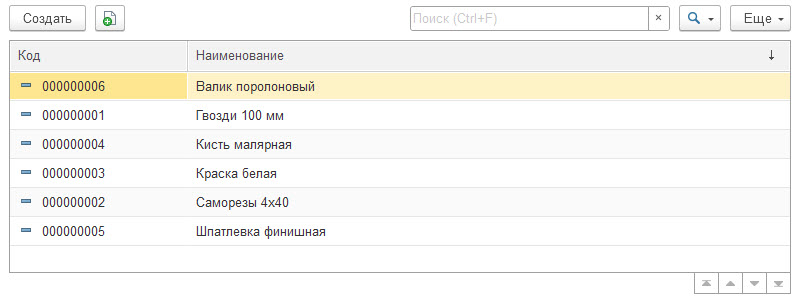 Создать Поиск (Ctrl+F) × Еще
Код Наименование ↓
000000006 Валик поролоновый
000000001 Гвозди 100 мм
000000004 Кисть малярная
000000003 Краска белая
000000002 Саморезы 4х40
000000005 Шпатлевка финишная